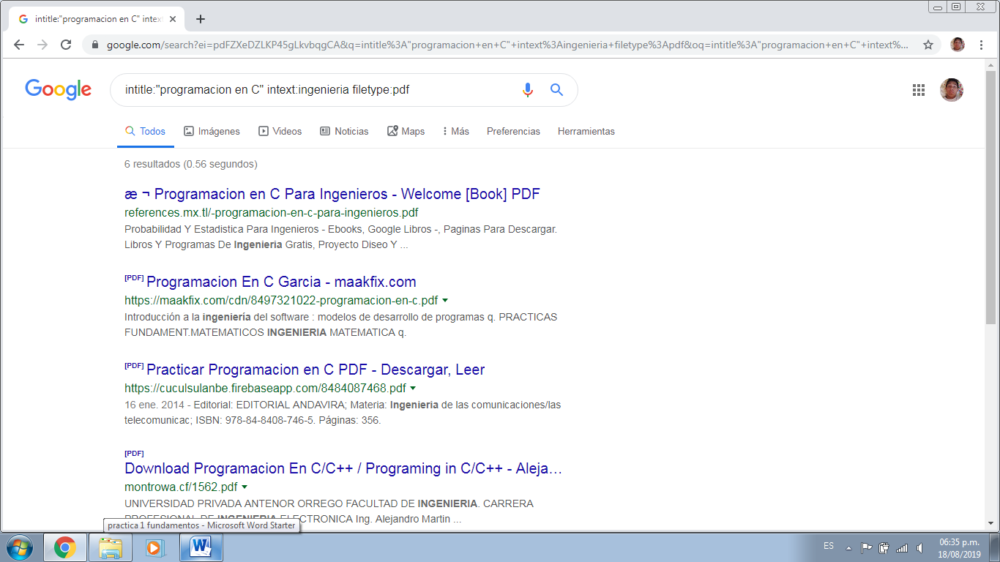 intitle:"programacion en C" intex
google.com/search?ei=pdFZXeDZLKP45gLkvbqgCA&q=intitle%3A"programacion+en+C"+intext%3Aingenieria+filetype%3Apdf&oq=intitle%3A"programacion+en+C"+intext%...
Google
intitle:"programacion en C" intext:ingenieria filetype:pdf
Todos Imágenes Videos Noticias Maps Más Preferencias Herramientas
6 resultados (0.56 segundos)
æ ¬ Programacion en C Para Ingenieros - Welcome [Book] PDF
references.mx.tl/-programacion-en-c-para-ingenieros.pdf
Probabilidad Y Estadistica Para Ingenieros - Ebooks, Google Libros -, Paginas Para Descargar.
Libros Y Programas De Ingenieria Gratis, Proyecto Diseo Y ...
[PDF] Programacion En C Garcia - maakfix.com
https://maakfix.com/cdn/8497321022-programacion-en-c.pdf
Introducción a la ingeniería del software : modelos de desarrollo de programas q. PRACTICAS
FUNDAMENT.MATEMATICOS INGENIERIA MATEMATICA q.
[PDF] Practicar Programacion en C PDF - Descargar, Leer
https://cuculsulanbe.firebaseapp.com/8484087468.pdf
16 ene. 2014 - Editorial: EDITORIAL ANDAVIRA; Materia: Ingenieria de las comunicaciones/las
telecomunicac; ISBN: 978-84-8408-746-5. Páginas: 356.
[PDF]
Download Programacion En C/C++ / Programing in C/C++ - Aleja...
montrowa.cf/1562.pdf
UNIVERSIDAD PRIVADA ANTENOR ORREGO FACULTAD DE INGENIERIA. CARRERA
PROFESIONAL DE INGENIERIA ELECTRONICA Ing. Alejandro Martin ...
practica 1 fundamentos - Microsoft Word Starter
ES
06:35 p.m.
18/08/2019